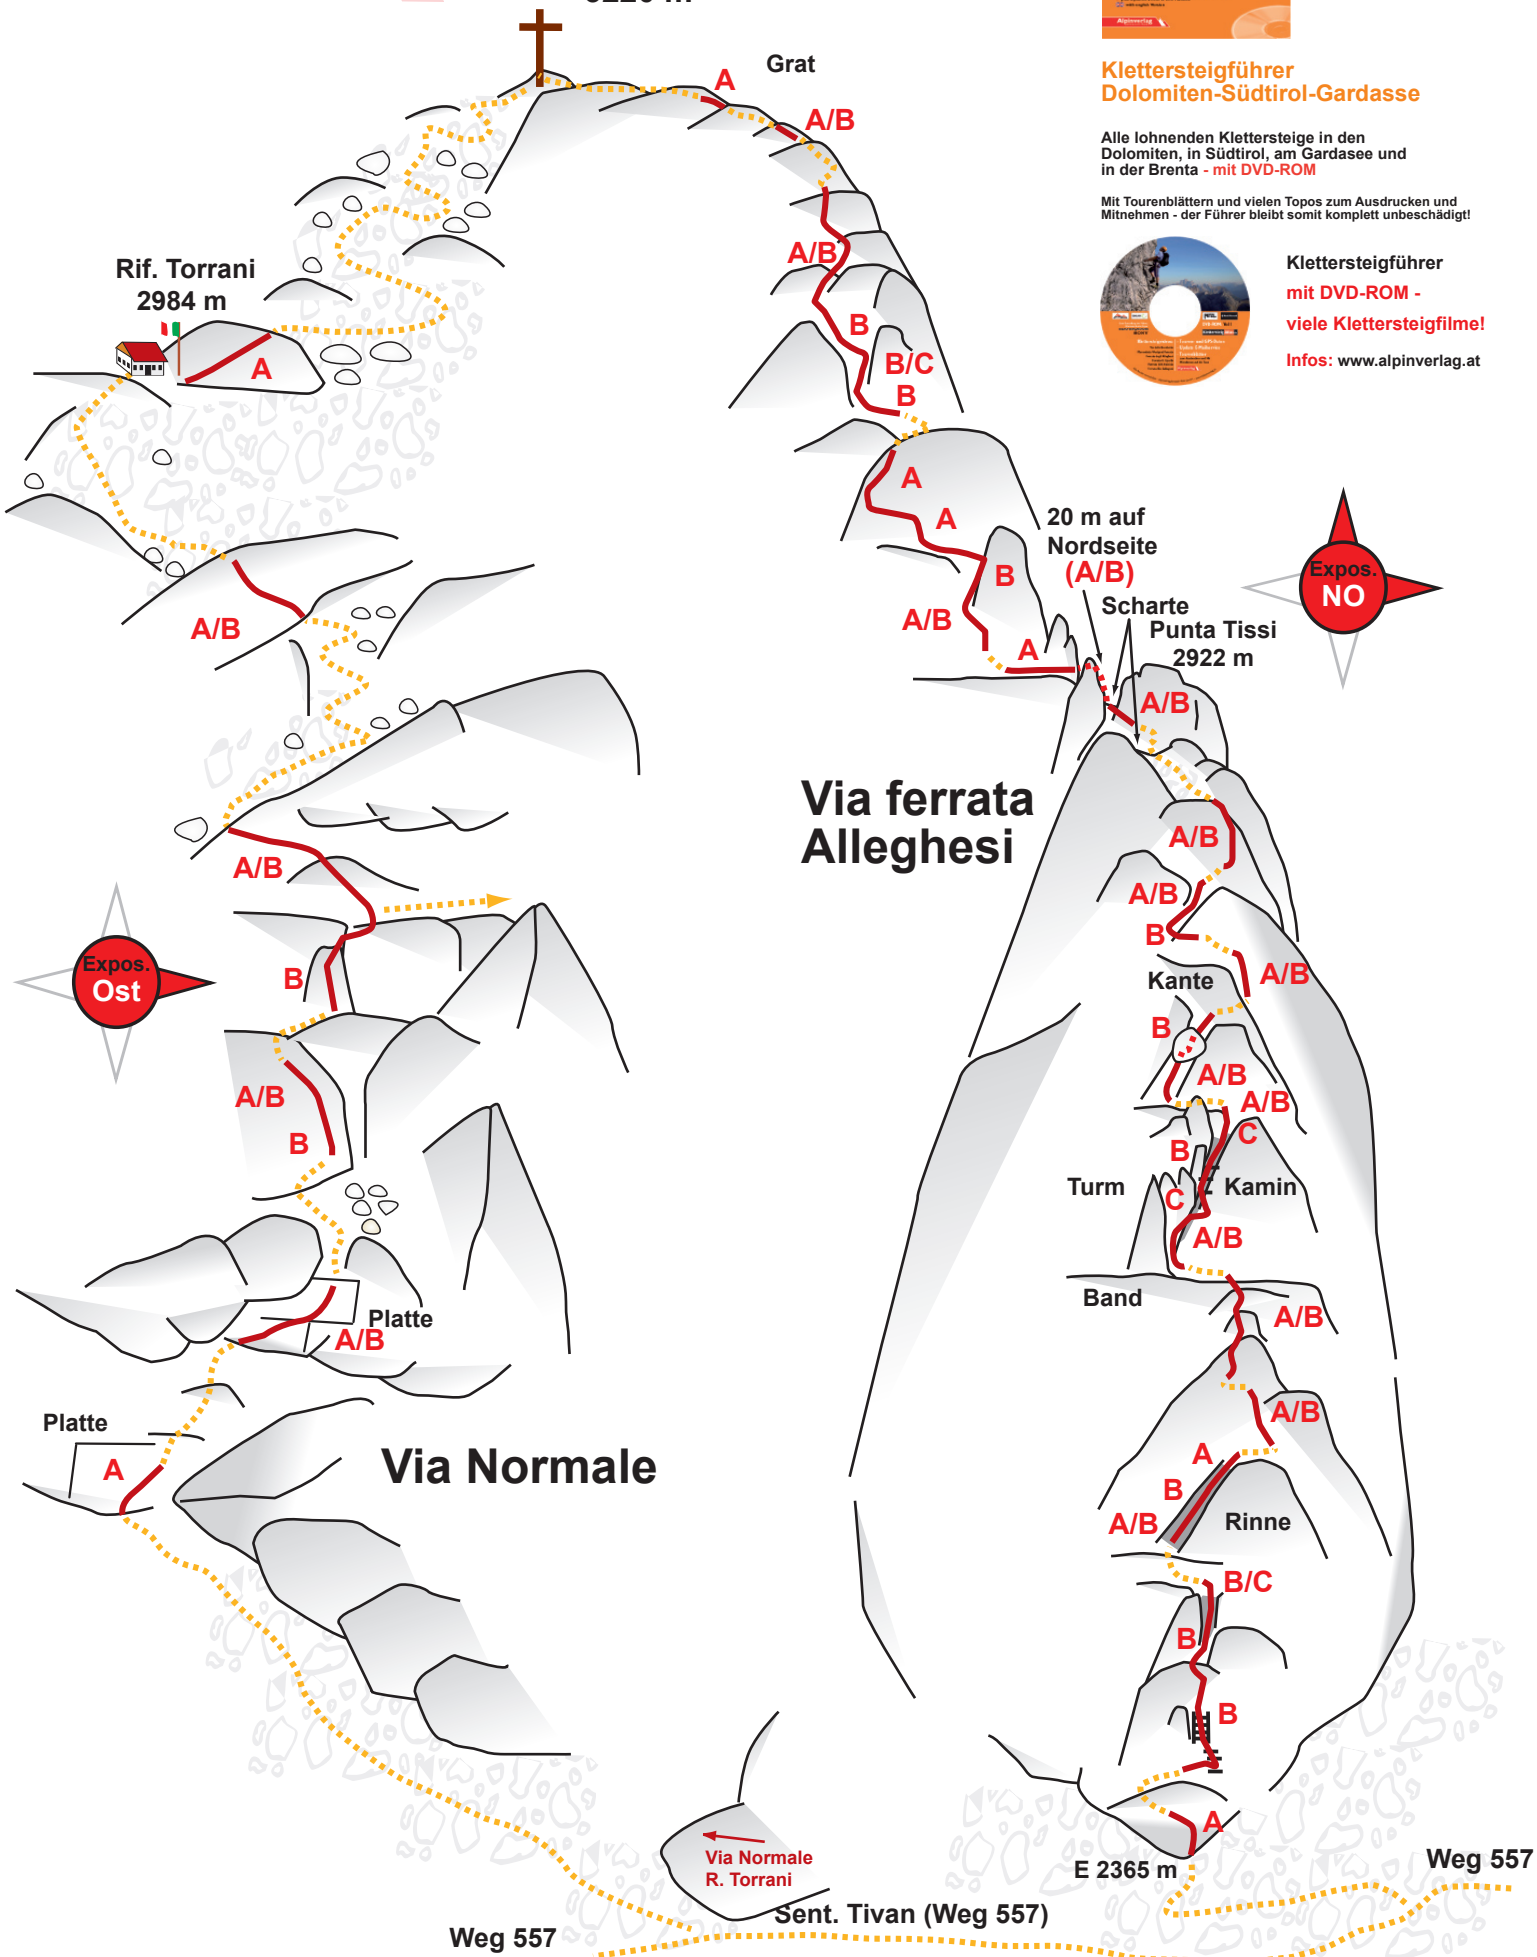 Alpinverlag
Klettersteigführer
Dolomiten-Südtirol-Gardasse
Alle lohnenden Klettersteige in den
Dolomiten, in Südtirol, am Gardasee und
in der Brenta - mit DVD-ROM
Mit Tourenblättern und vielen Topos zum Ausdrucken und
Mitnehmen - der Führer bleibt somit komplett unbeschädigt!
Klettersteigführer
mit DVD-ROM -
viele Klettersteigfilme!
Infos: www.alpinverlag.at
Grat
A
A/B
A/B
B
B/C
B
A
A
B
A/B
A
20 m auf
Nordseite
(A/B)
Scharte
Punta Tissi
2922 m
A/B
Expos.
NO
Via ferrata
Alleghesi
A/B
A/B
B
A/B
Kante
B
A/B
A/B
C
B
Turm
C
Kamin
A/B
Band
A/B
A/B
A
B
A/B
Rinne
B/C
B
B
A
E 2365 m
Weg 557
Rif. Torrani
2984 m
A
A/B
A/B
Expos.
Ost
B
A/B
B
Platte
A/B
Platte
A
Via Normale
Via Normale
R. Torrani
Sent. Tivan (Weg 557)
Weg 557